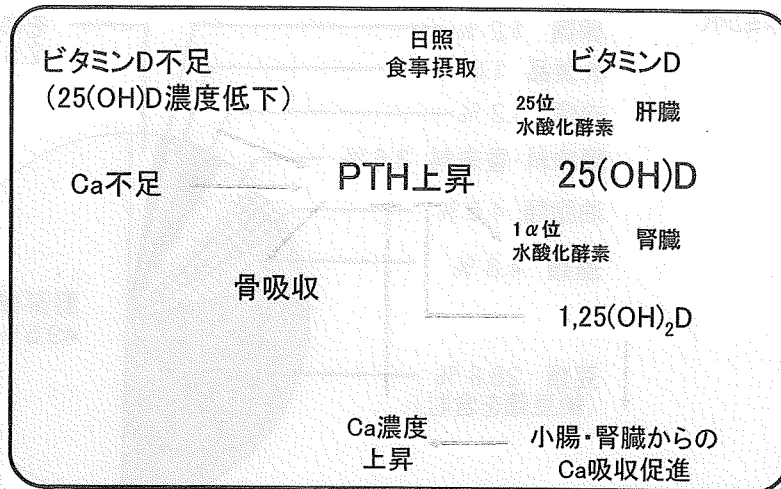 ビタミンD不足
(25(OH)D濃度低下)
日照
食事摂取
ビタミンD
25位
水酸化酵素
肝臓
Ca不足
PTH上昇
25(OH)D
1α位
水酸化酵素
腎臓
骨吸収
1,25(OH)₂D
Ca濃度
上昇
小腸・腎臓からの
Ca吸収促進